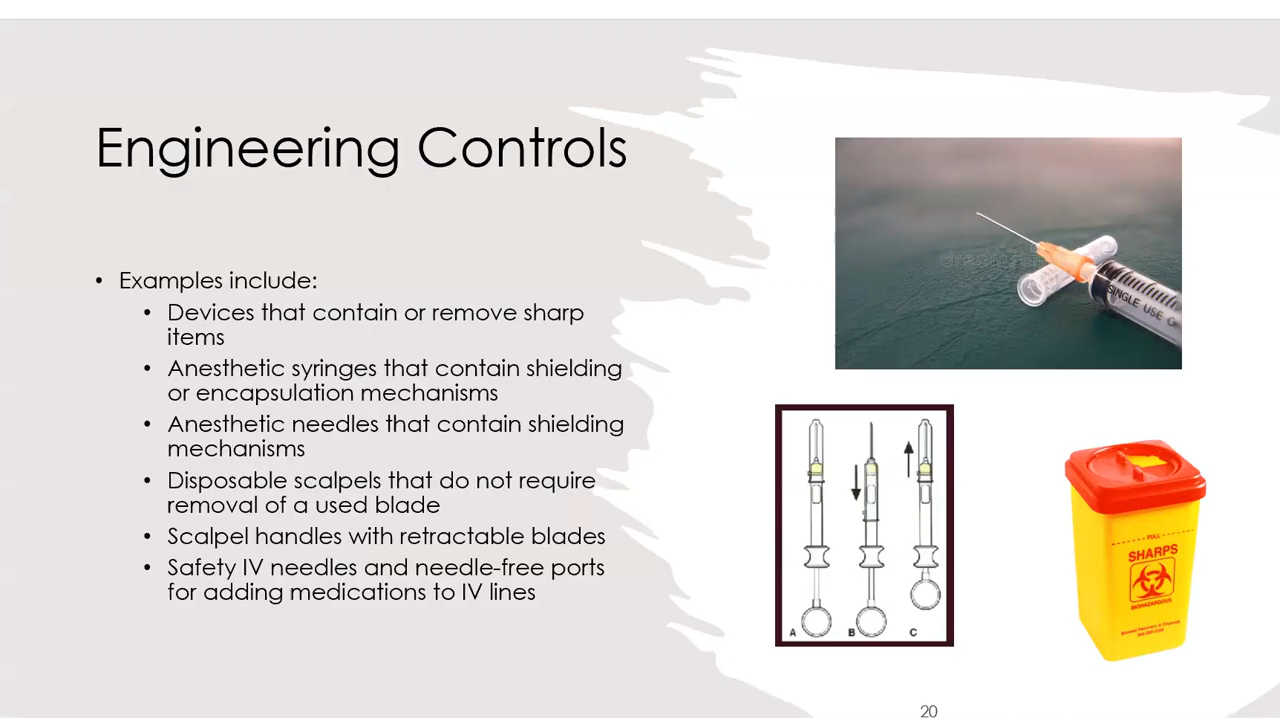 Engineering Controls
• Examples include:
• Devices that contain or remove sharp
items
• Anesthetic syringes that contain shielding
or encapsulation mechanisms
• Anesthetic needles that contain shielding
mechanisms
• Disposable scalpels that do not require
removal of a used blade
• Scalpel handles with retractable blades
• Safety IV needles and needle-free ports
for adding medications to IV lines
SINGLE USE
A B C
FULL
SHARPS
BIOHAZARDOUS
20